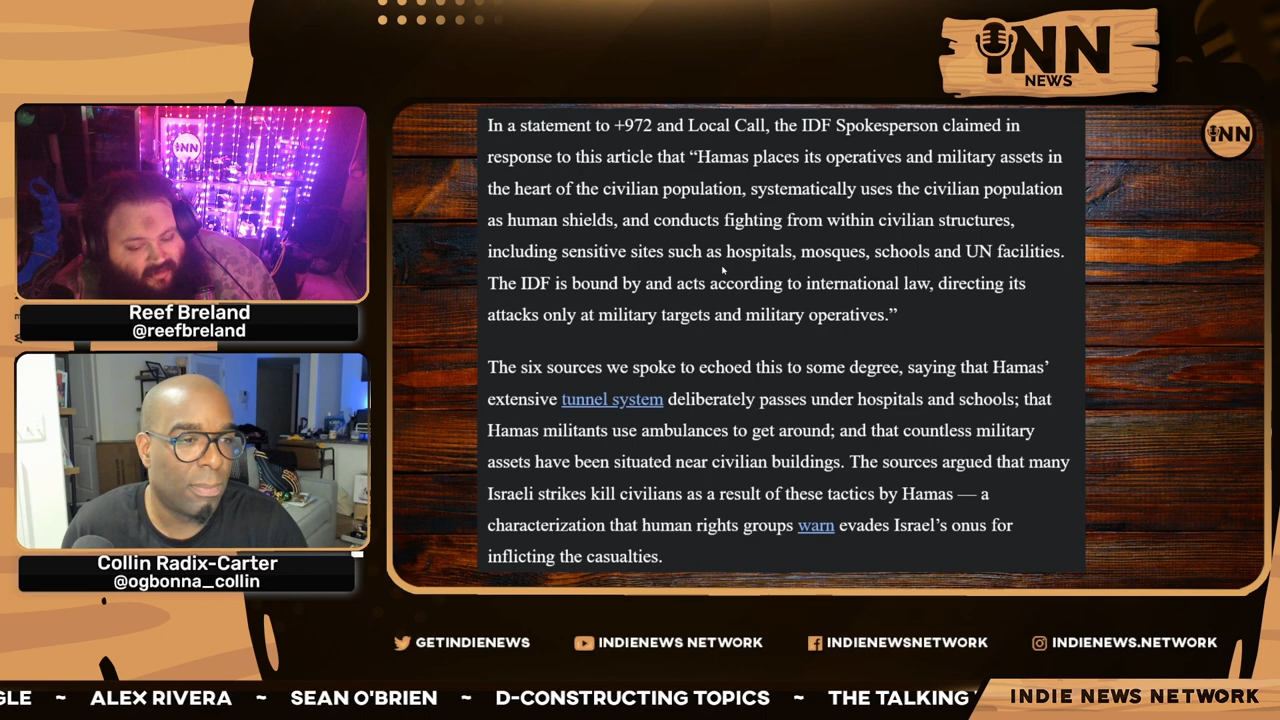 iNN
NEWS
iNN
iNN
In a statement to +972 and Local Call, the IDF Spokesperson claimed in
response to this article that “Hamas places its operatives and military assets in
the heart of the civilian population, systematically uses the civilian population
as human shields, and conducts fighting from within civilian structures,
including sensitive sites such as hospitals, mosques, schools and UN facilities.
The IDF is bound by and acts according to international law, directing its
attacks only at military targets and military operatives.”
The six sources we spoke to echoed this to some degree, saying that Hamas’
extensive tunnel system deliberately passes under hospitals and schools; that
Hamas militants use ambulances to get around; and that countless military
assets have been situated near civilian buildings. The sources argued that many
Israeli strikes kill civilians as a result of these tactics by Hamas — a
characterization that human rights groups warn evades Israel’s onus for
inflicting the casualties.
Reef Breland
@reefbreland
Collin Radix-Carter
@ogbonna_collin
GETINDIENEWS INDIENEWS NETWORK INDIENEWSNETWORK INDIENEWS.NETWORK
GLE ~ ALEX RIVERA ~ SEAN O'BRIEN ~ D-CONSTRUCTING TOPICS ~ THE TALKING
INDIE NEWS NETWORK